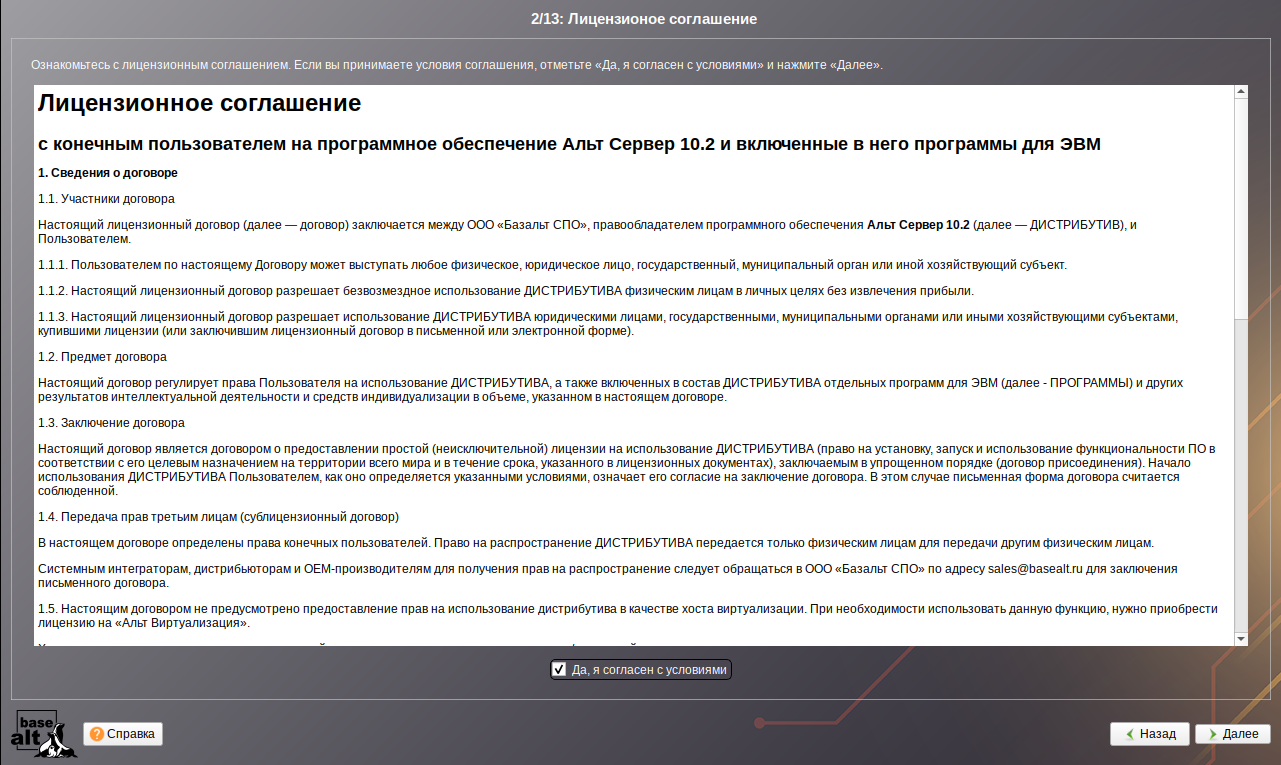 2/13: Лицензионое соглашение
Ознакомьтесь с лицензионным соглашением. Если вы принимаете условия соглашения, отметьте «Да, я согласен с условиями» и нажмите «Далее».
Лицензионное соглашение
с конечным пользователем на программное обеспечение Альт Сервер 10.2 и включенные в него программы для ЭВМ
1. Сведения о договоре
1.1. Участники договора
Настоящий лицензионный договор (далее — договор) заключается между ООО «Базальт СПО», правообладателем программного обеспечения Альт Сервер 10.2 (далее — ДИСТРИБУТИВ), и
Пользователем.
1.1.1. Пользователем по настоящему Договору может выступать любое физическое, юридическое лицо, государственный, муниципальный орган или иной хозяйствующий субъект.
1.1.2. Настоящий лицензионный договор разрешает безвозмездное использование ДИСТРИБУТИВА физическим лицам в личных целях без извлечения прибыли.
1.1.3. Настоящий лицензионный договор разрешает использование ДИСТРИБУТИВА юридическими лицами, государственными, муниципальными органами или иными хозяйствующими субъектами,
купившими лицензии (или заключившим лицензионный договор в письменной или электронной форме).
1.2. Предмет договора
Настоящий договор регулирует права Пользователя на использование ДИСТРИБУТИВА, а также включенных в состав ДИСТРИБУТИВА отдельных программ для ЭВМ (далее - ПРОГРАММЫ) и других
результатов интеллектуальной деятельности и средств индивидуализации в объеме, указанном в настоящем договоре.
1.3. Заключение договора
Настоящий договор является договором о предоставлении простой (неисключительной) лицензии на использование ДИСТРИБУТИВА (право на установку, запуск и использование функциональности ПО в
соответствии с его целевым назначением на территории всего мира и в течение срока, указанного в лицензионных документах), заключаемым в упрощенном порядке (договор присоединения). Начало
использования ДИСТРИБУТИВА Пользователем, как оно определяется указанными условиями, означает его согласие на заключение договора. В этом случае письменная форма договора считается
соблюденной.
1.4. Передача прав третьим лицам (сублицензионный договор)
В настоящем договоре определены права конечных пользователей. Право на распространение ДИСТРИБУТИВА передается только физическим лицам для передачи другим физическим лицам.
Системным интеграторам, дистрибьюторам и OEM-производителям для получения прав на распространение следует обращаться в ООО «Базальт СПО» по адресу sales@basealt.ru для заключения
письменного договора.
1.5. Настоящим договором не предусмотрено предоставление прав на использование дистрибутива в качестве хоста виртуализации. При необходимости использовать данную функцию, нужно приобрести
лицензию на «Альт Виртуализация».
Да, я согласен с условиями
base
alt
Справка
Назад
Далее